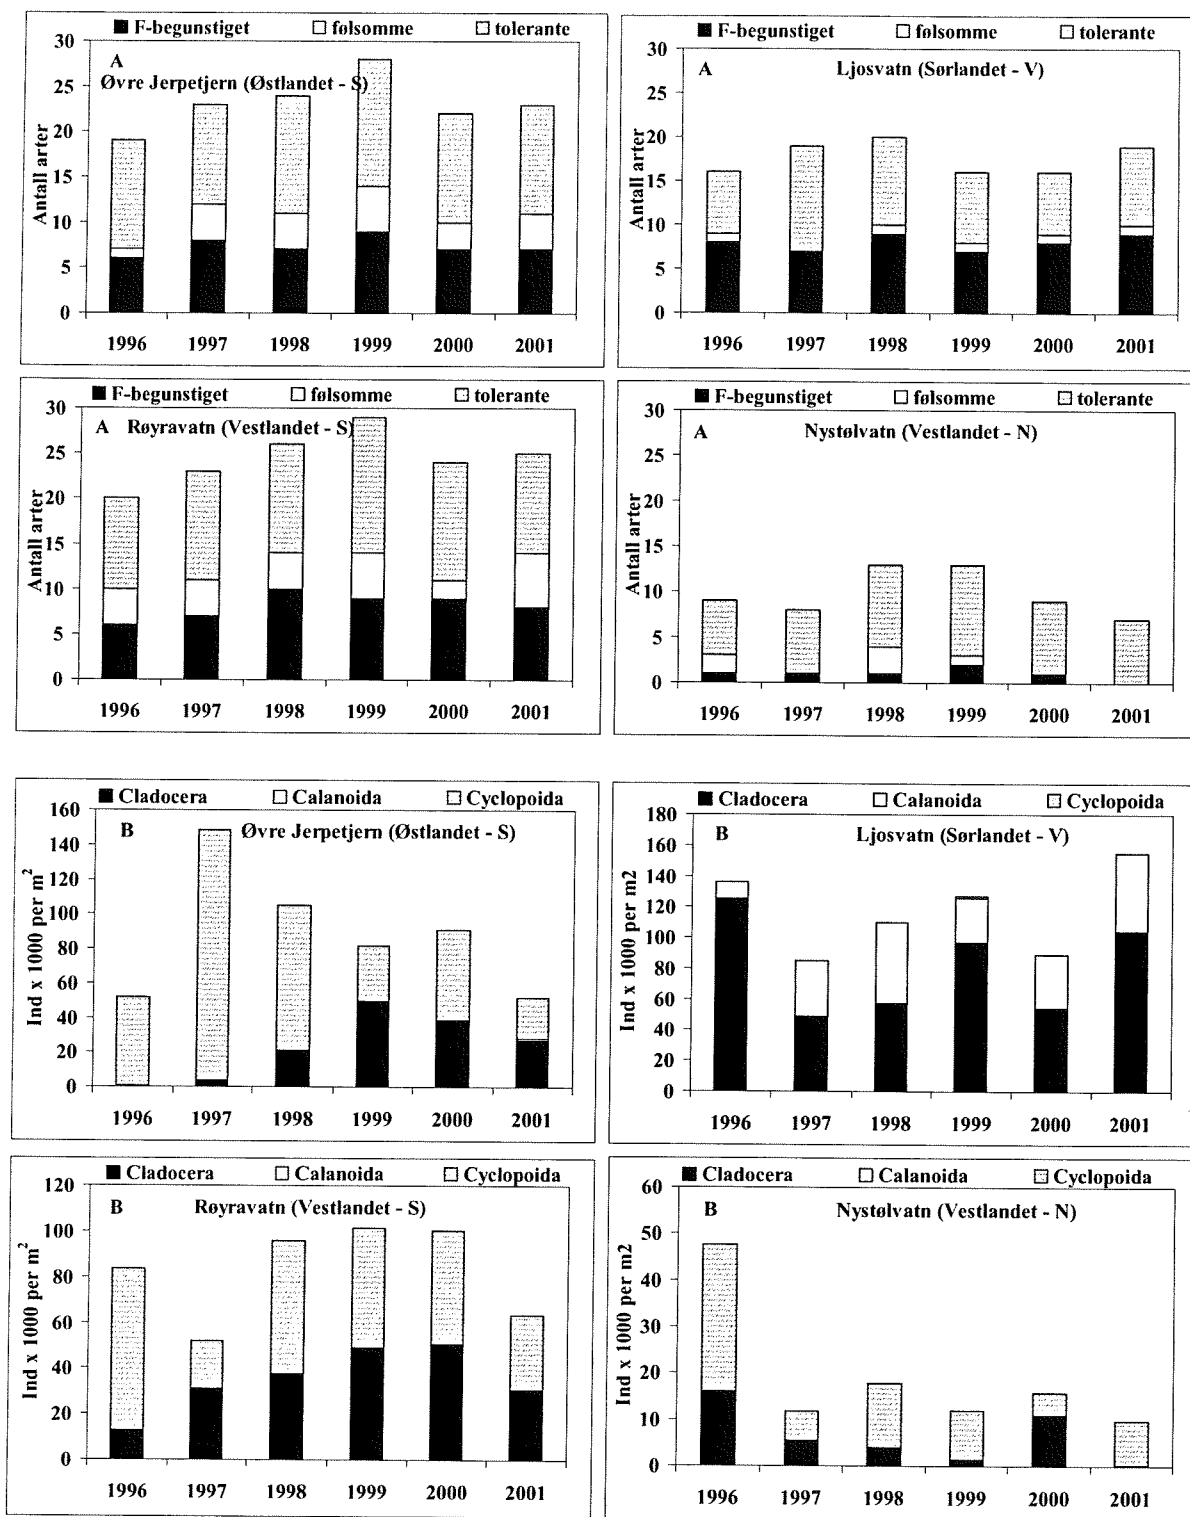 F-begunstiget følsomme tolerante
30
25
20
15
10
5
0
Antall arter
A
Øvre Jerpetjern (Østlandet - S)
1996 1997 1998 1999 2000 2001
F-begunstiget følsomme tolerante
30
25
20
15
10
5
0
Antall arter
A Ljosvatn (Sørlandet - V)
1996 1997 1998 1999 2000 2001
F-begunstiget følsomme tolerante
30
25
20
15
10
5
0
Antall arter
A Røyravatn (Vestlandet - S)
1996 1997 1998 1999 2000 2001
F-begunstiget følsomme tolerante
30
25
20
15
10
5
0
Antall arter
A Nystølvatn (Vestlandet - N)
1996 1997 1998 1999 2000 2001
Cladocera Calanoida Cyclopoida
160
140
120
100
80
60
40
20
0
Ind x 1000 per m²
B Øvre Jerpetjern (Østlandet - S)
1996 1997 1998 1999 2000 2001
Cladocera Calanoida Cyclopoida
180
160
140
120
100
80
60
40
20
0
Ind x 1000 per m2
B Ljosvatn (Sørlandet - V)
1996 1997 1998 1999 2000 2001
Cladocera Calanoida Cyclopoida
120
100
80
60
40
20
0
Ind x 1000 per m²
B Røyravatn (Vestlandet - S)
1996 1997 1998 1999 2000 2001
Cladocera Calanoida Cyclopoida
60
50
40
30
20
10
0
Ind x 1000 per m2
B Nystølvatn (Vestlandet - N)
1996 1997 1998 1999 2000 2001